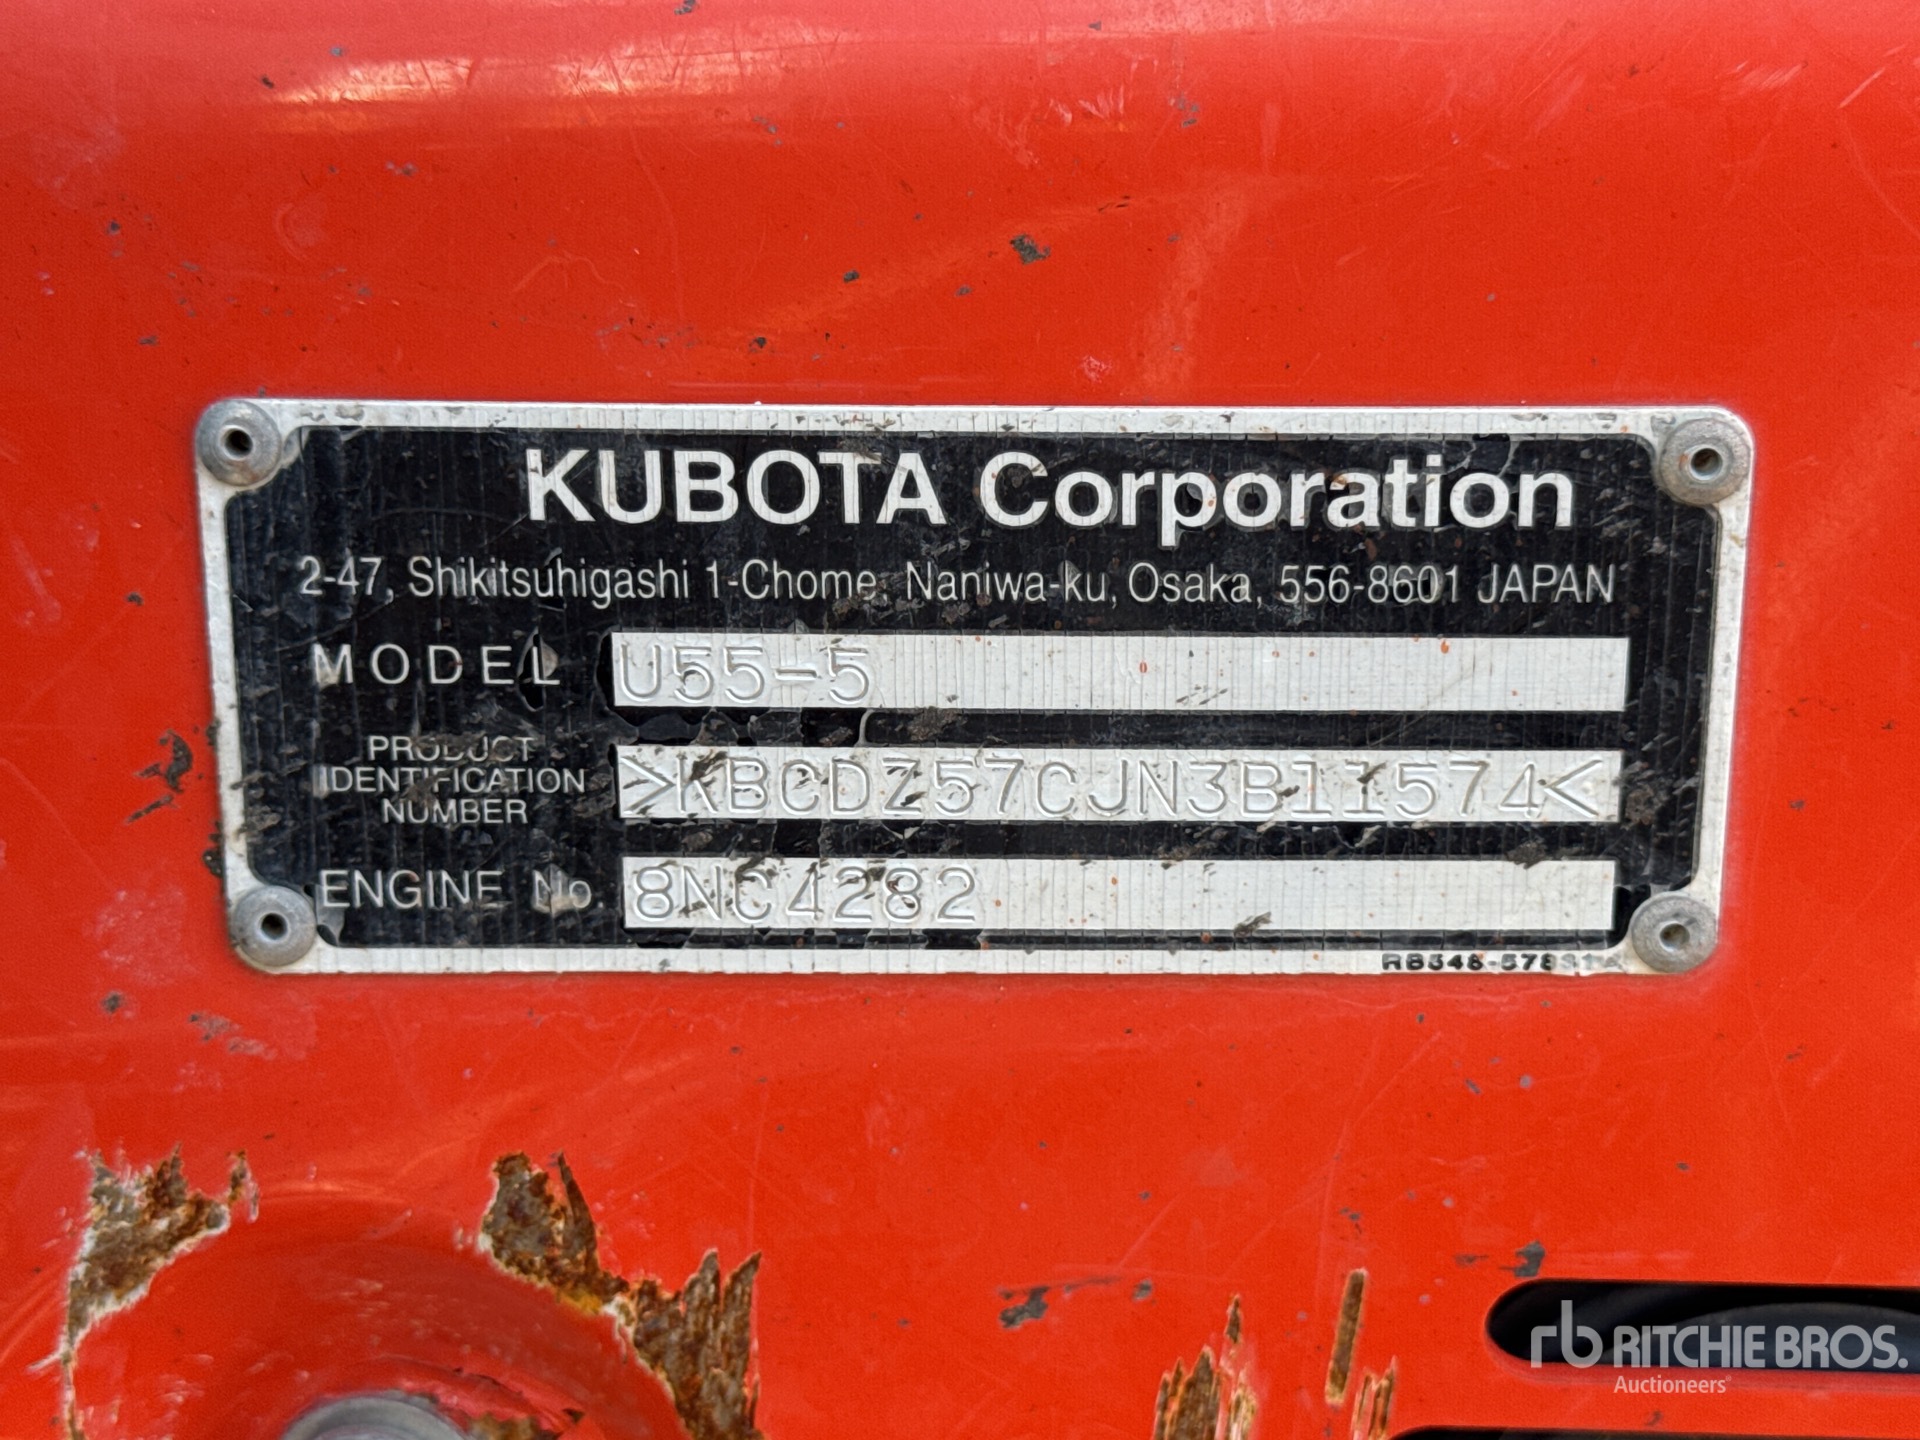 KUBOTA Corporation
2-47, Shikitsuhigashi 1-Chome, Naniwa-ku, Osaka, 556-8601 JAPAN
MODEL U55-5
PRODUCT IDENTIFICATION NUMBER >KBCDZ57CJN3B11574<
ENGINE No. 8NC4282
rb RITCHIE BROS.
Auctioneers